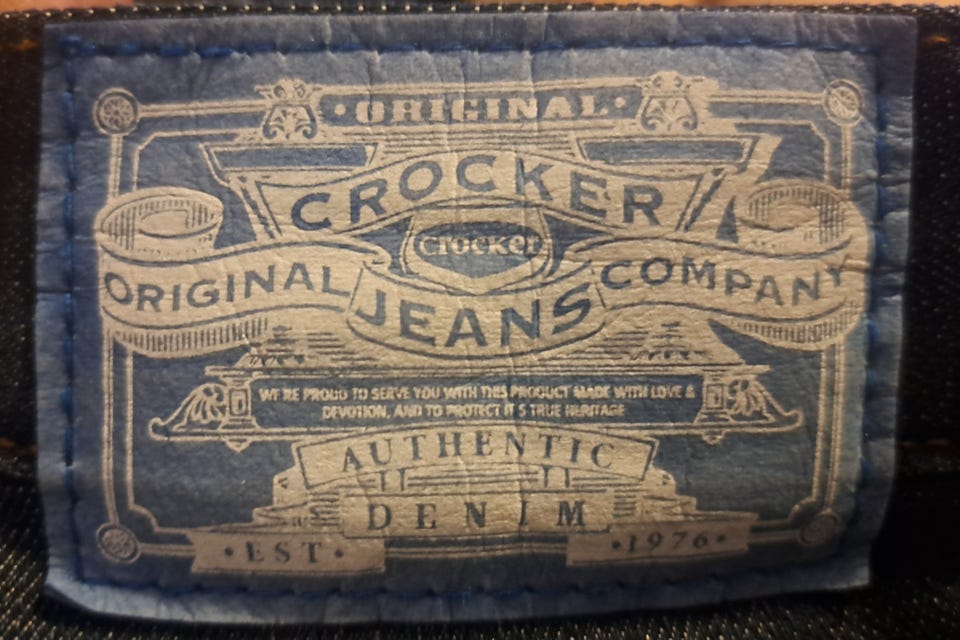 ·ORIGINAL·
CROCKER
Crocker
ORIGINAL JEANS COMPANY
WE'RE PROUD TO SERVE YOU WITH THIS PRODUCT MADE WITH LOVE &
DEVOTION, AND TO PROTECT IT'S TRUE HERITAGE
AUTHENTIC
DENIM
·EST· ·1976·